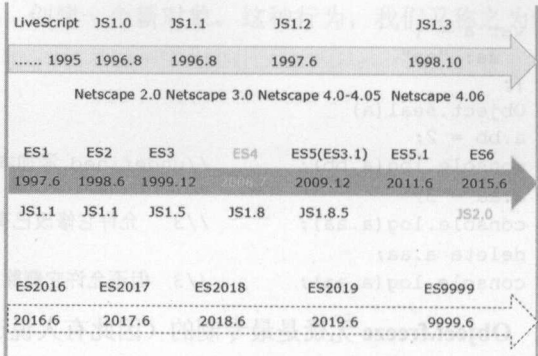 LiveScript JS1.0 JS1.1 JS1.2 JS1.3
...... 1995 1996.8 1996.8 1997.6 1998.10
Netscape 2.0 Netscape 3.0 Netscape 4.0-4.05 Netscape 4.06
ES1 ES2 ES3 ES4 ES5(ES3.1) ES5.1 ES6
1997.6 1998.6 1999.12 2009.12 2011.6 2015.6
JS1.1 JS1.1 JS1.5 JS1.8 JS1.8.5 JS2.0
ES2016 ES2017 ES2018 ES2019 ES9999
2016.6 2017.6 2018.6 2019.6 9999.6